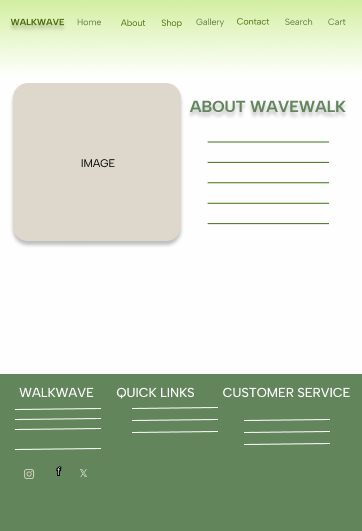 WALKWAVE Home About Shop Gallery Contact Search Cart
ABOUT WAVEWALK
IMAGE
WALKWAVE QUICK LINKS CUSTOMER SERVICE